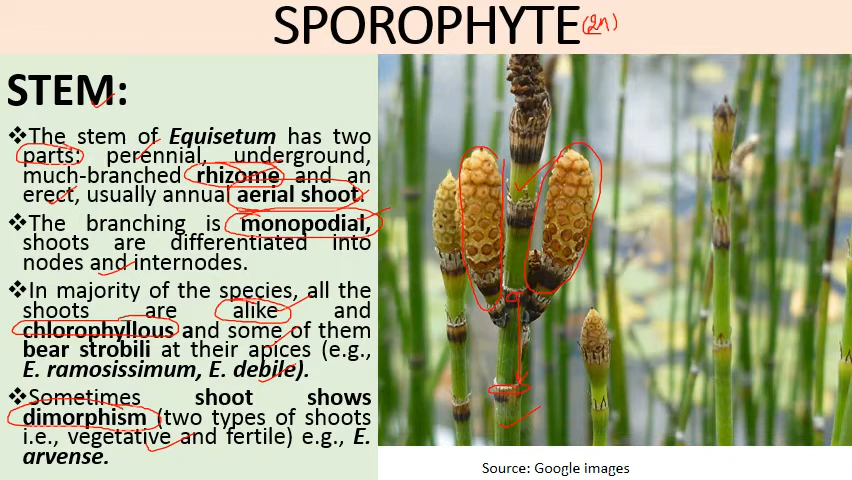 SPOROPHYTE (2n)
STEM:
❖The stem of Equisetum has two
parts: perennial, underground,
much-branched rhizome and an
erect, usually annual aerial shoot.
❖The branching is monopodial,
shoots are differentiated into
nodes and internodes.
❖In majority of the species, all the
shoots are alike and
chlorophyllous and some of them
bear strobili at their apices (e.g.,
E. ramosissimum, E. debile).
❖Sometimes shoot shows
dimorphism (two types of shoots
i.e., vegetative and fertile) e.g., E.
arvense.
Source: Google images